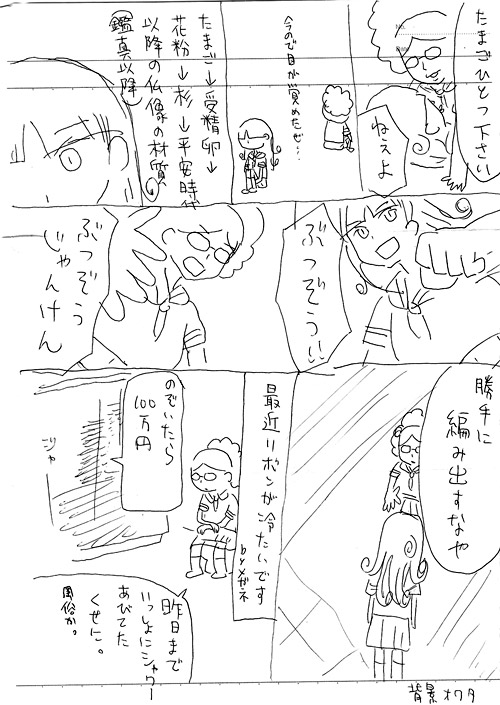 たまごひとつ下さい
ねぇよ
今ので目が覚めたぜ…
たまご→受精卵→
花粉→杉→平安時代
以降の仏像の材質
鑑真以降
ぶつぞう!!
ぶつぞう
じゃんけん
勝手に
編み出すなや
最近リボンが冷たいです
byメガネ
のぞいたら
100万円
ジャー
昨日まで
いっしょにシャワー
あびてた
くせに。
風俗か。
背景オワタ